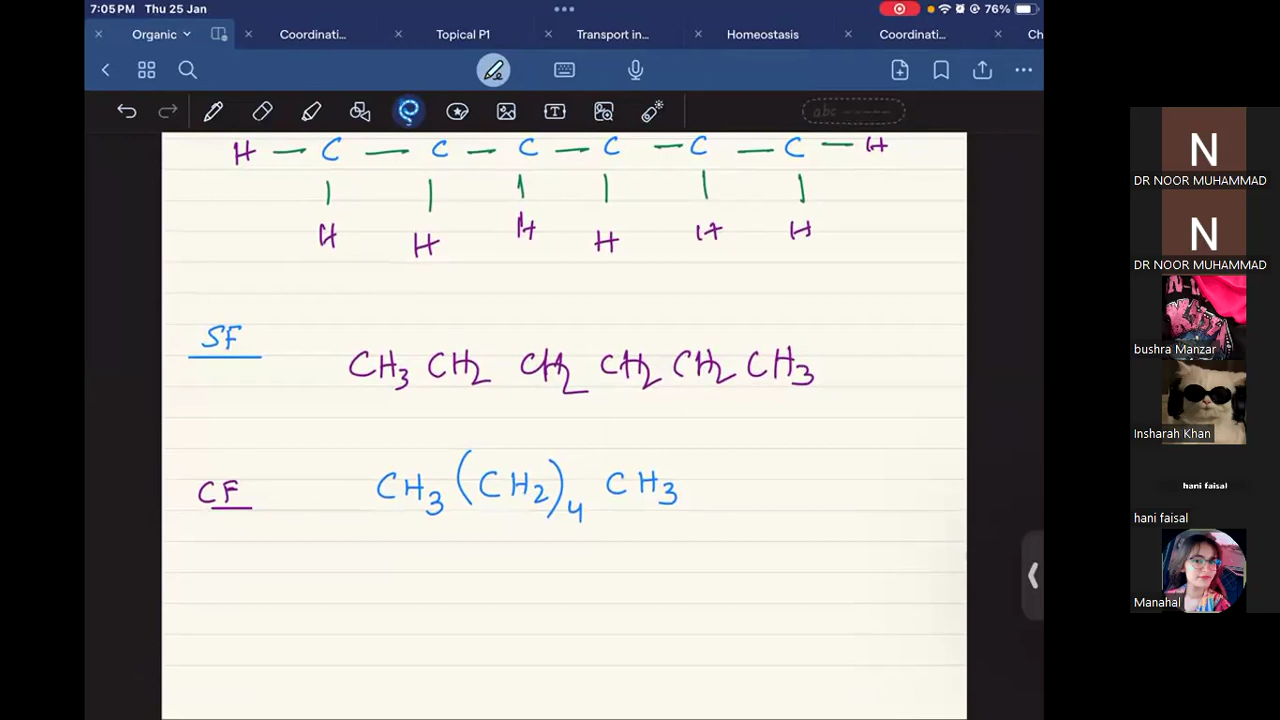 7:05 PM Thu 25 Jan 76%
Organic Coordinati... Topical P1 Transport in... Homeostasis Coordinati... Ch
abc
H — C — C — C — C — C — C — H
H H H H H H
SF CH3 CH2 CH2 CH2 CH2 CH3
CF CH3 (CH2)4 CH3
N
DR NOOR MUHAMMAD
N
DR NOOR MUHAMMAD
bushra Manzar
Insharah Khan
hani faisal
hani faisal
Manahal